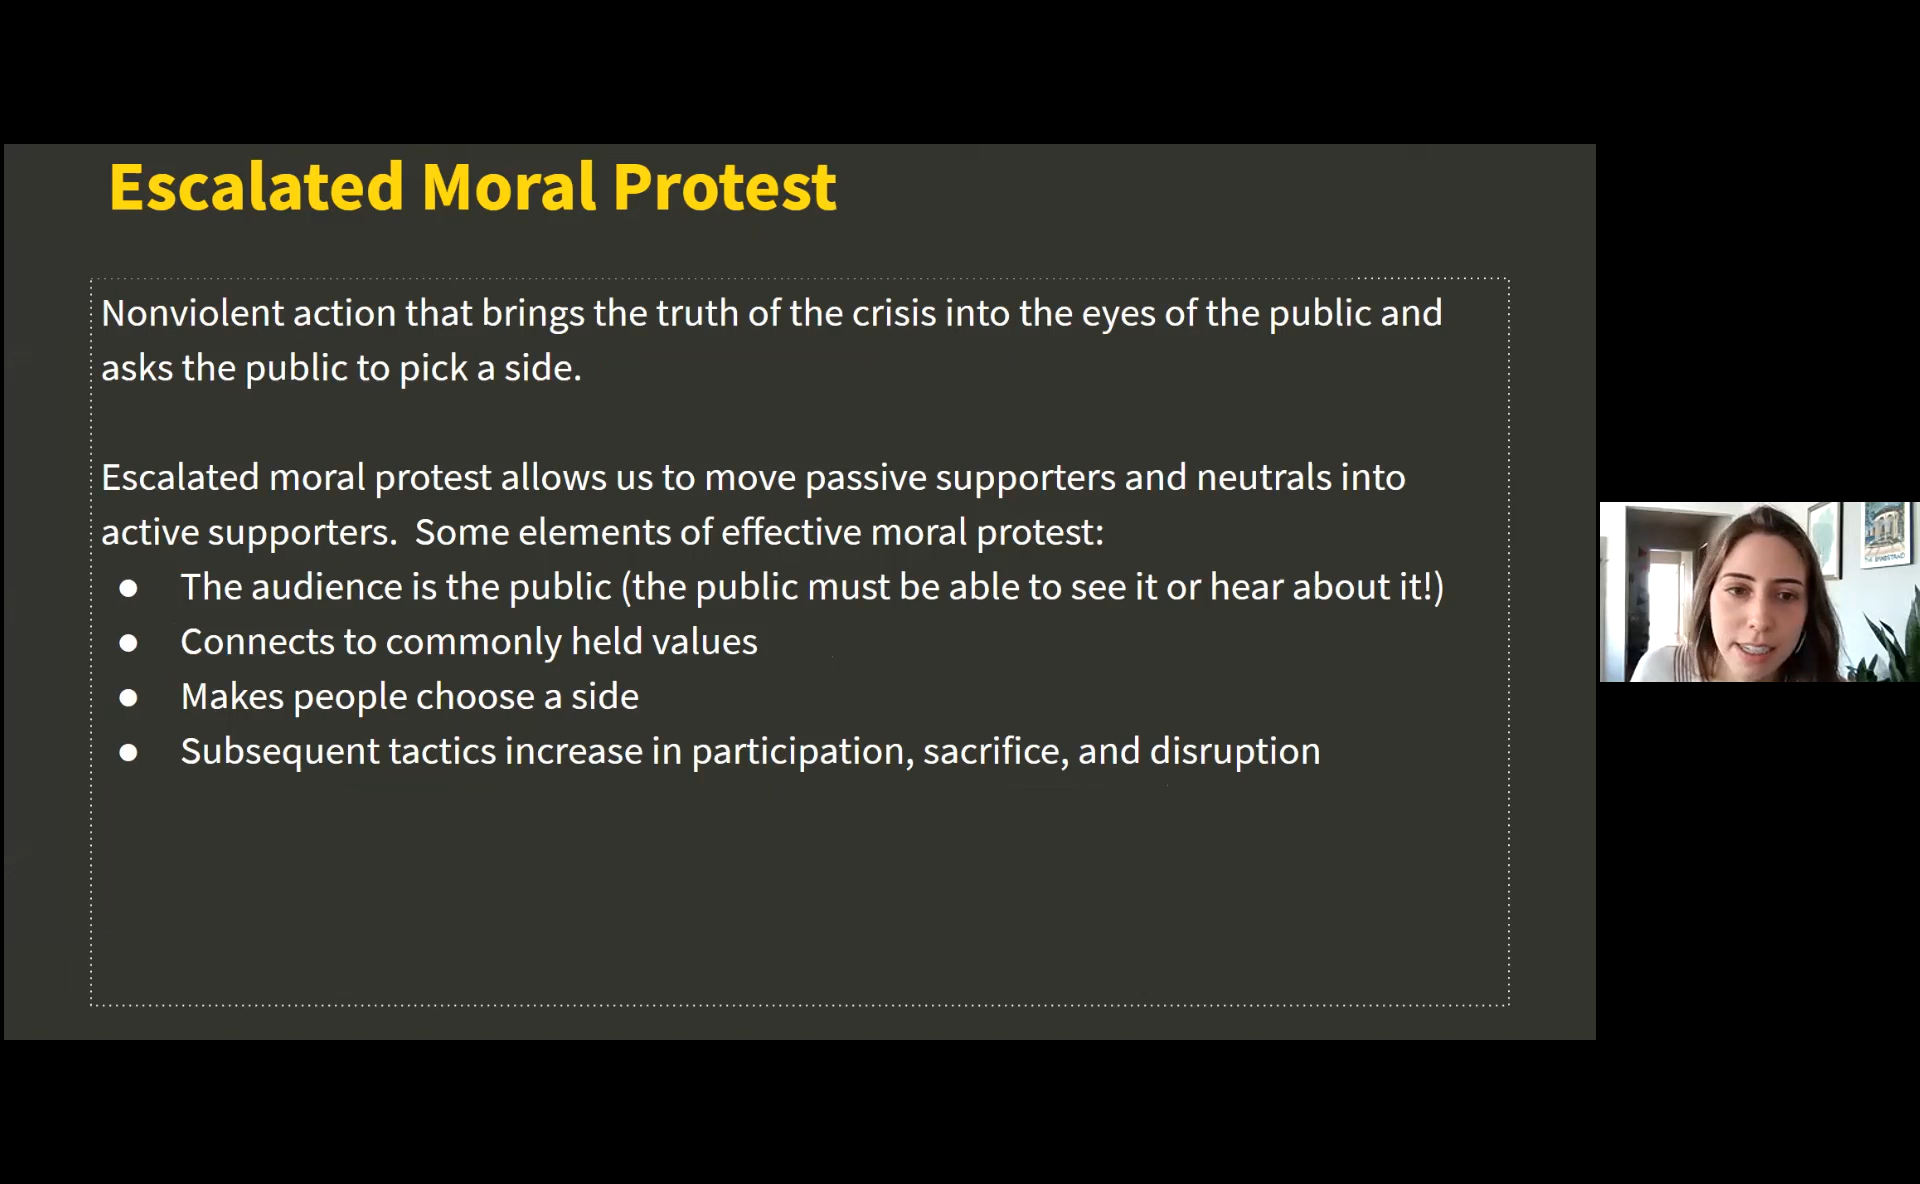 Escalated Moral Protest
Nonviolent action that brings the truth of the crisis into the eyes of the public and
asks the public to pick a side.
Escalated moral protest allows us to move passive supporters and neutrals into
active supporters.  Some elements of effective moral protest:
● The audience is the public (the public must be able to see it or hear about it!)
● Connects to commonly held values
● Makes people choose a side
● Subsequent tactics increase in participation, sacrifice, and disruption